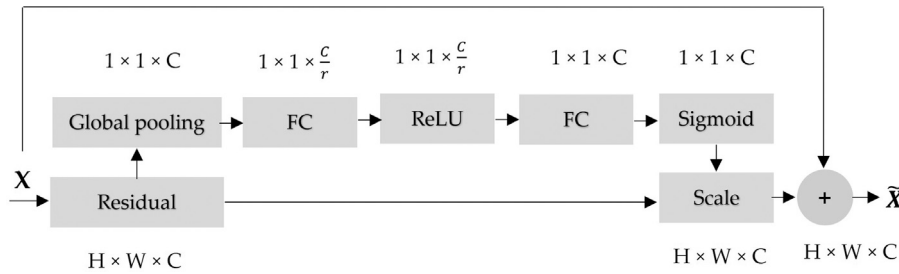 1 × 1 × C
1 × 1 × C/r
1 × 1 × C/r
1 × 1 × C
1 × 1 × C
Global pooling
FC
ReLU
FC
Sigmoid
X
Residual
Scale
+
X̃
H × W × C
H × W × C
H × W × C